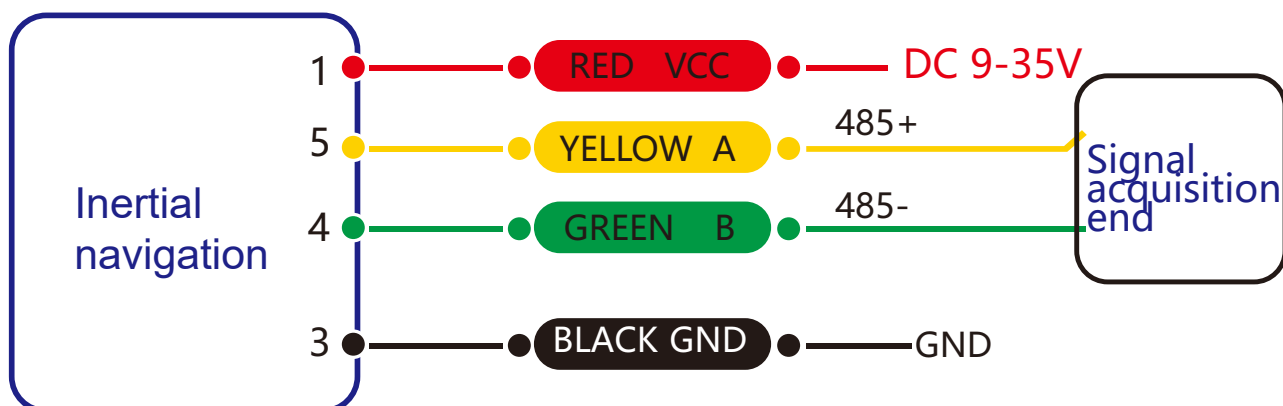 1
RED VCC
DC 9-35V
5
YELLOW A
485+
4
GREEN B
485-
3
BLACK GND
GND
Inertial
navigation
Signal
acquisition
end